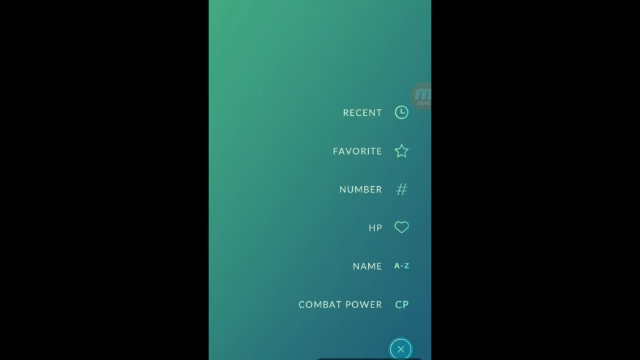 RECENT
FAVORITE
NUMBER #
HP
NAME A-Z
COMBAT POWER CP